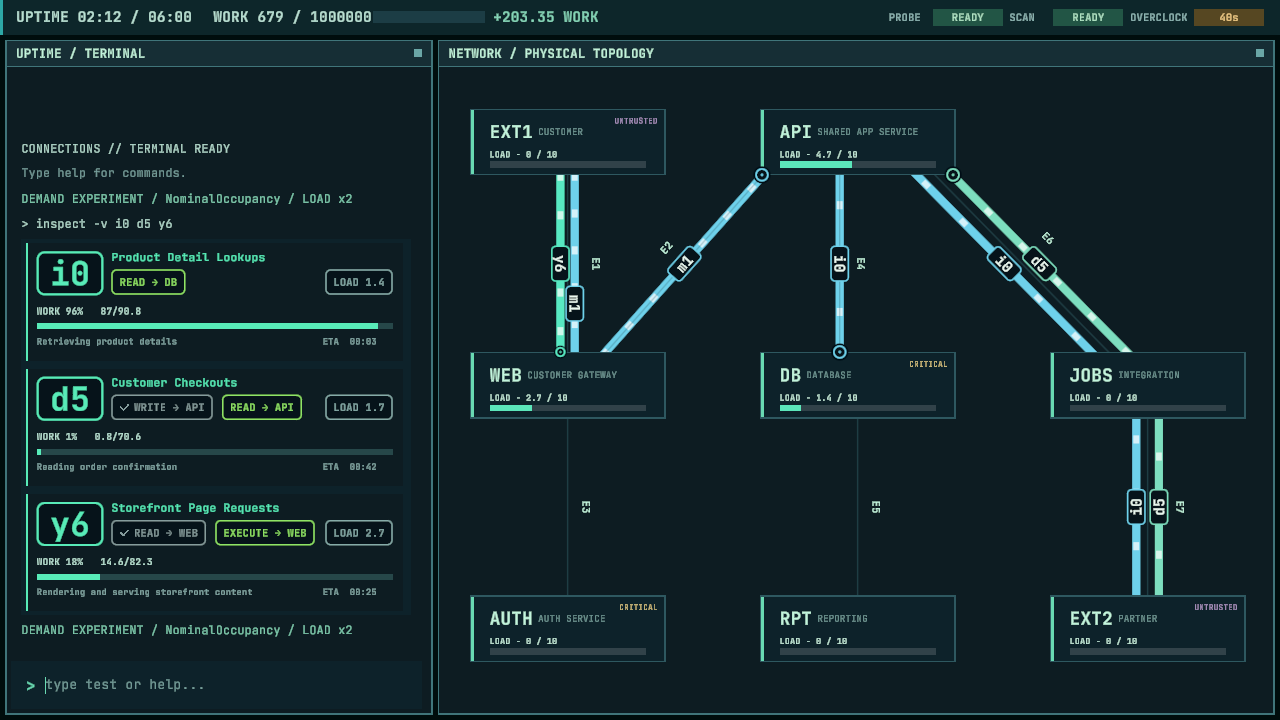 UPTIME 02:12 / 06:00 WORK 679 / 1000000 +203.35 WORK PROBE READY SCAN READY OVERCLOCK 40s
UPTIME / TERMINAL
CONNECTIONS // TERMINAL READY
Type help for commands.
DEMAND EXPERIMENT / NominalOccupancy / LOAD x2
> inspect -v i0 d5 y6
i0 Product Detail Lookups
READ → DB LOAD 1.4
WORK 96% 87/90.8
Retrieving product details ETA 00:03
d5 Customer Checkouts
✓ WRITE → API READ → API LOAD 1.7
WORK 1% 0.8/70.6
Reading order confirmation ETA 00:42
y6 Storefront Page Requests
✓ READ → WEB EXECUTE → WEB LOAD 2.7
WORK 18% 14.6/82.3
Rendering and serving storefront content ETA 00:25
DEMAND EXPERIMENT / NominalOccupancy / LOAD x2
> type test or help...
NETWORK / PHYSICAL TOPOLOGY
EXT1 CUSTOMER UNTRUSTED
LOAD - 0 / 10
API SHARED APP SERVICE
LOAD - 4.7 / 10
y6
m1
E1
E2
m1
i0
E4
i0
d5
E6
WEB CUSTOMER GATEWAY
LOAD - 2.7 / 10
DB DATABASE CRITICAL
LOAD - 1.4 / 10
JOBS INTEGRATION
LOAD - 0 / 10
E3
E5
i0
d5
E7
AUTH AUTH SERVICE CRITICAL
LOAD - 0 / 10
RPT REPORTING
LOAD - 0 / 10
EXT2 PARTNER UNTRUSTED
LOAD - 0 / 10